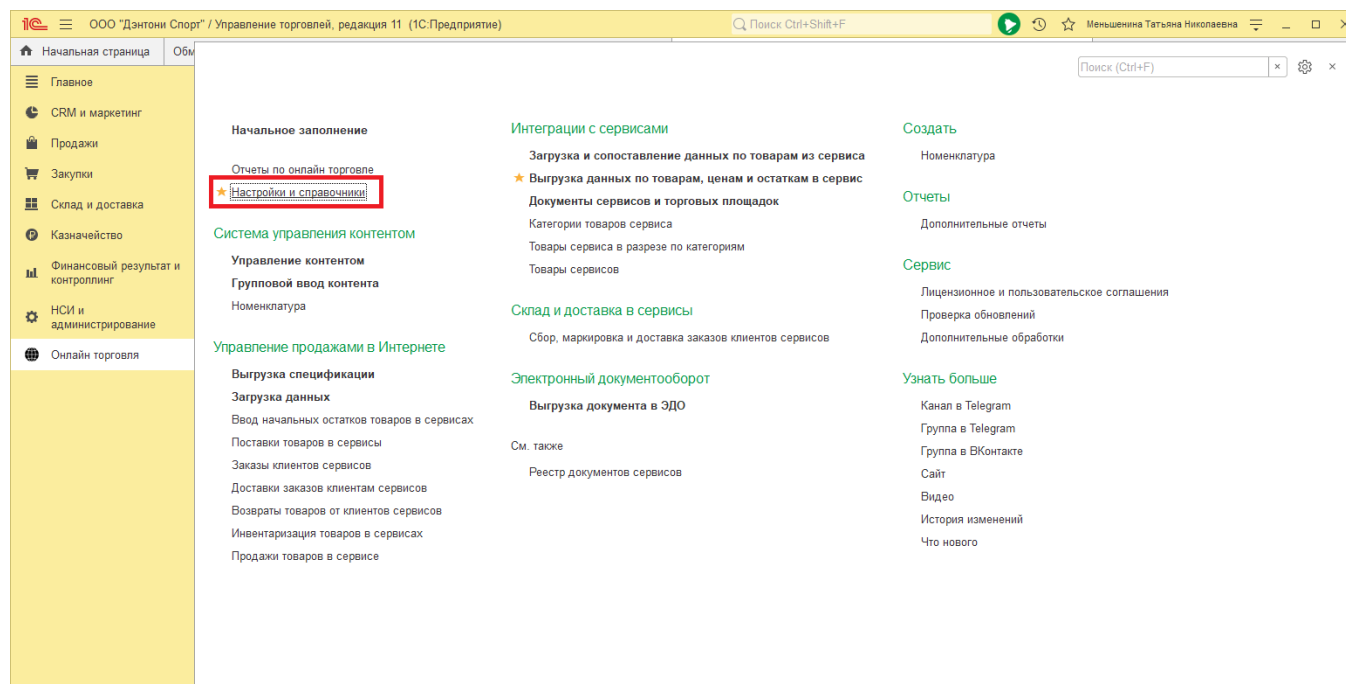 1С ООО "Дэнтони Спорт" / Управление торговлей, редакция 11 (1С:Предприятие)
Поиск Ctrl+Shift+F
Меньшенина Татьяна Николаевна
Начальная страница
Поиск (Ctrl+F)
Главное
CRM и маркетинг
Продажи
Закупки
Склад и доставка
Казначейство
Финансовый результат и
контроллинг
НСИ и
администрирование
Онлайн торговля
Начальное заполнение
Отчеты по онлайн торговле
Настройки и справочники
Система управления контентом
Управление контентом
Групповой ввод контента
Номенклатура
Управление продажами в Интернете
Выгрузка спецификации
Загрузка данных
Ввод начальных остатков товаров в сервисах
Поставки товаров в сервисы
Заказы клиентов сервисов
Доставки заказов клиентам сервисов
Возвраты товаров от клиентов сервисов
Инвентаризация товаров в сервисах
Продажи товаров в сервисе
Интеграции с сервисами
Загрузка и сопоставление данных по товарам из сервиса
Выгрузка данных по товарам, ценам и остаткам в сервис
Документы сервисов и торговых площадок
Категории товаров сервиса
Товары сервиса в разрезе по категориям
Товары сервисов
Склад и доставка в сервисы
Сбор, маркировка и доставка заказов клиентов сервисов
Электронный документооборот
Выгрузка документа в ЭДО
См. также
Реестр документов сервисов
Создать
Номенклатура
Отчеты
Дополнительные отчеты
Сервис
Лицензионное и пользовательское соглашения
Проверка обновлений
Дополнительные обработки
Узнать больше
Канал в Telegram
Группа в Telegram
Группа в ВКонтакте
Сайт
Видео
История изменений
Что нового